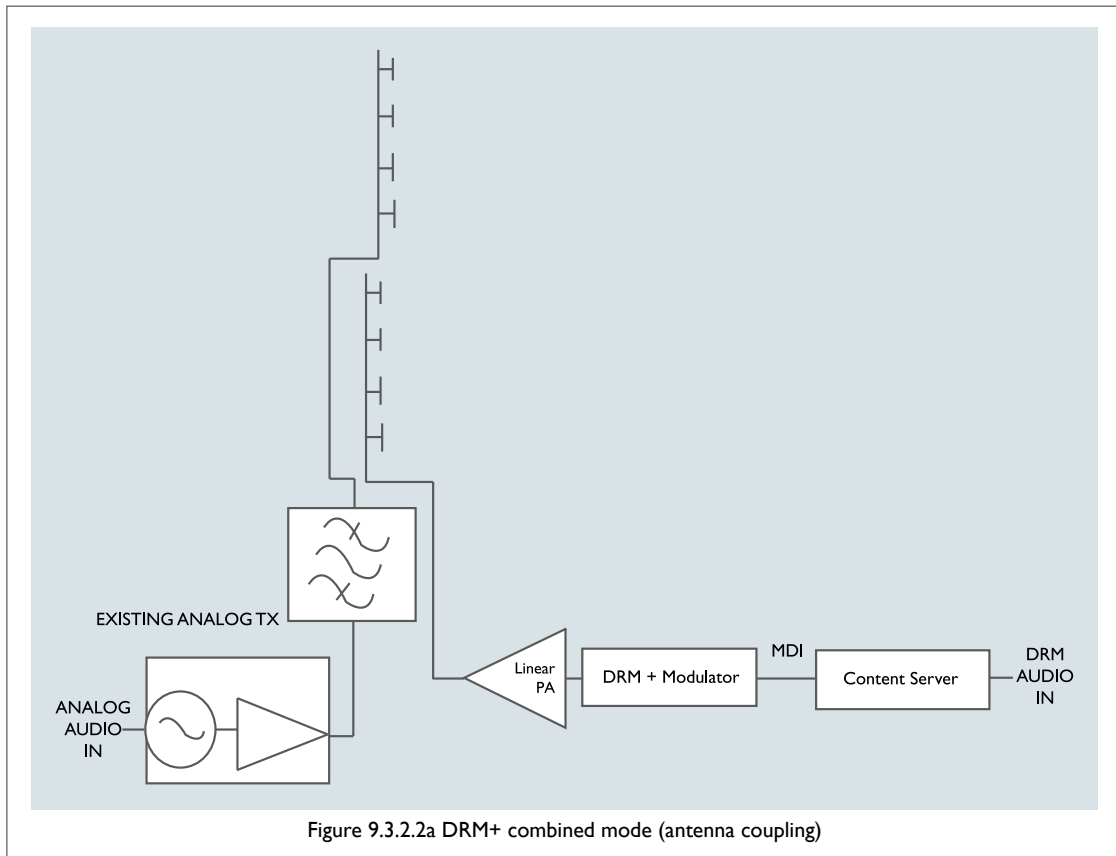 EXISTING ANALOG TX
ANALOG
AUDIO
IN
Linear
PA
DRM + Modulator
MDI
Content Server
DRM
AUDIO
IN
Figure 9.3.2.2a DRM+ combined mode (antenna coupling)